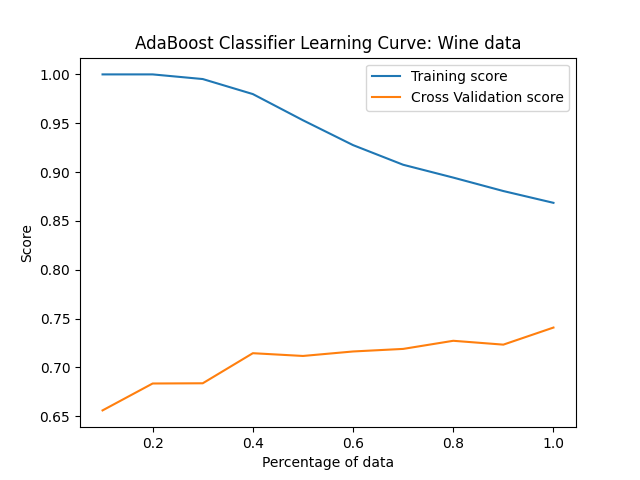 AdaBoost Classifier Learning Curve: Wine data
Training score
Cross Validation score
Score
1.00
0.95
0.90
0.85
0.80
0.75
0.70
0.65
0.2 0.4 0.6 0.8 1.0
Percentage of data